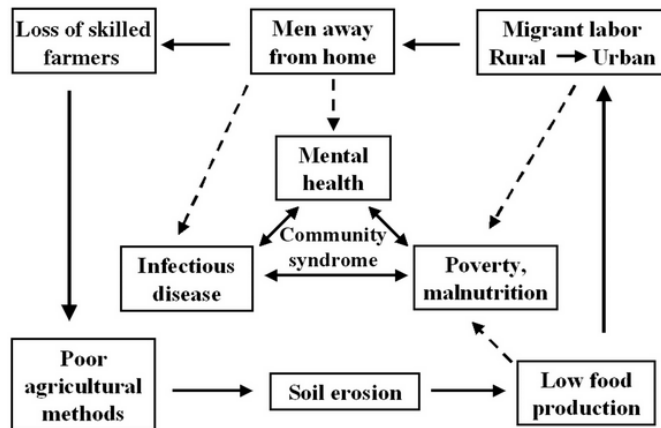 Loss of skilled
farmers
Men away
from home
Migrant labor
Rural → Urban
Mental
health
Community
syndrome
Infectious
disease
Poverty,
malnutrition
Poor
agricultural
methods
Soil erosion
Low food
production